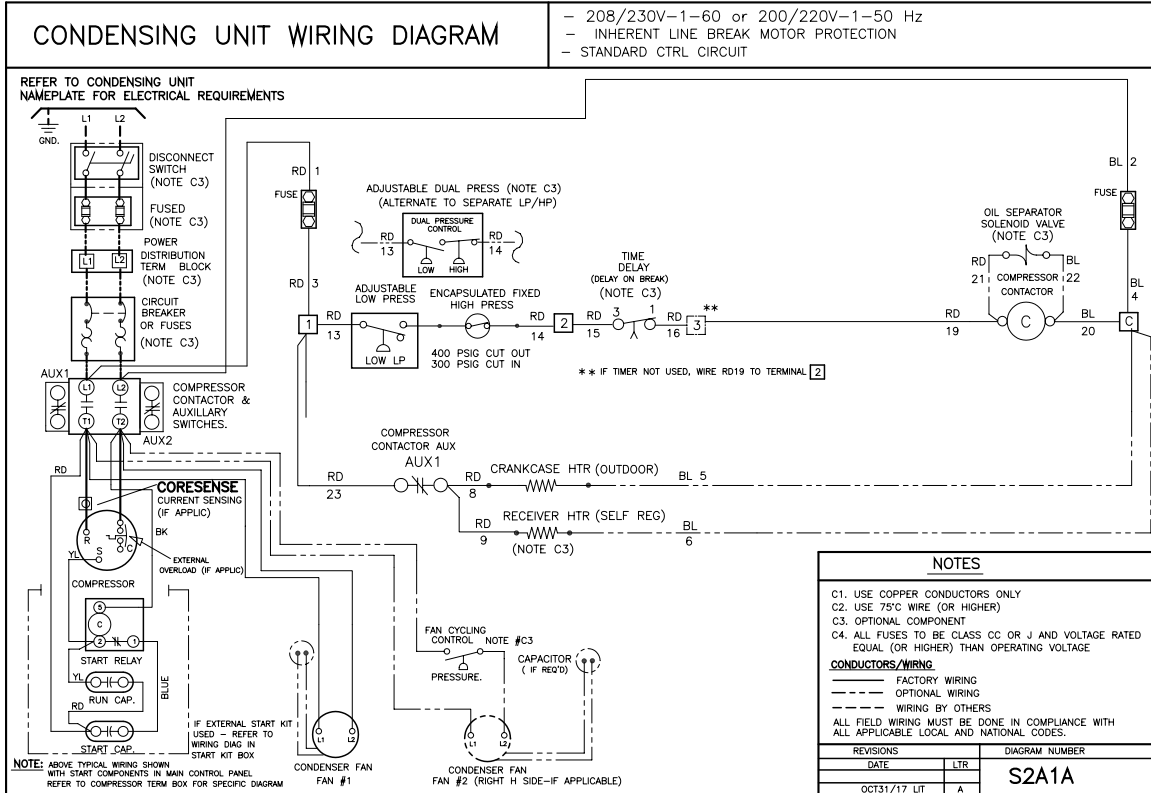 CONDENSING UNIT WIRING DIAGRAM
– 208/230V–1–60 or 200/220V–1–50 Hz
– INHERENT LINE BREAK MOTOR PROTECTION
– STANDARD CTRL CIRCUIT
REFER TO CONDENSING UNIT
NAMEPLATE FOR ELECTRICAL REQUIREMENTS
GND.
L1
L2
DISCONNECT
SWITCH
(NOTE C3)
FUSED
(NOTE C3)
POWER
DISTRIBUTION
TERM BLOCK
(NOTE C3)
L1
L2
CIRCUIT
BREAKER
OR FUSES
(NOTE C3)
AUX1
L1
L2
T1
T2
COMPRESSOR
CONTACTOR &
AUXILLARY
SWITCHES.
AUX2
RD
CORESENSE
CURRENT SENSING
(IF APPLIC)
R
S
C
BK
YL
EXTERNAL
OVERLOAD (IF APPLIC)
COMPRESSOR
5
C
2
1
START RELAY
YL
RUN CAP.
RD
BLUE
START CAP.
IF EXTERNAL START KIT
USED – REFER TO
WIRING DIAG IN
START KIT BOX
NOTE: ABOVE TYPICAL WIRING SHOWN
WITH START COMPONENTS IN MAIN CONTROL PANEL
REFER TO COMPRESSOR TERM BOX FOR SPECIFIC DIAGRAM
RD 1
FUSE
RD 3
1
ADJUSTABLE DUAL PRESS (NOTE C3)
(ALTERNATE TO SEPARATE LP/HP)
DUAL PRESSURE
CONTROL
RD
13
RD
14
LOW HIGH
ADJUSTABLE
LOW PRESS
RD
13
LOW LP
ENCAPSULATED FIXED
HIGH PRESS
400 PSIG CUT OUT
300 PSIG CUT IN
RD
14
2
TIME
DELAY
(DELAY ON BREAK)
(NOTE C3)
RD
15
3
1
RD
16
3
**
** IF TIMER NOT USED, WIRE RD19 TO TERMINAL 2
RD
19
OIL SEPARATOR
SOLENOID VALVE
(NOTE C3)
RD
21
BL
22
COMPRESSOR
CONTACTOR
C
BL
20
BL 2
FUSE
BL
4
C
COMPRESSOR
CONTACTOR AUX
AUX1
RD
23
RD
8
CRANKCASE HTR (OUTDOOR)
BL 5
RD
9
RECEIVER HTR (SELF REG)
(NOTE C3)
BL
6
FAN CYCLING
CONTROL NOTE #C3
PRESSURE.
CAPACITOR
( IF REQ'D)
L1
L2
CONDENSER FAN
FAN #1
L1
L2
CONDENSER FAN
FAN #2 (RIGHT H SIDE–IF APPLICABLE)
NOTES
C1. USE COPPER CONDUCTORS ONLY
C2. USE 75°C WIRE (OR HIGHER)
C3. OPTIONAL COMPONENT
C4. ALL FUSES TO BE CLASS CC OR J AND VOLTAGE RATED
EQUAL (OR HIGHER) THAN OPERATING VOLTAGE
CONDUCTORS/WIRNG
FACTORY WIRING
OPTIONAL WIRING
WIRING BY OTHERS
ALL FIELD WIRING MUST BE DONE IN COMPLIANCE WITH
ALL APPLICABLE LOCAL AND NATIONAL CODES.
REVISIONS
DATE
LTR
OCT31/17 LIT
A
DIAGRAM NUMBER
S2A1A